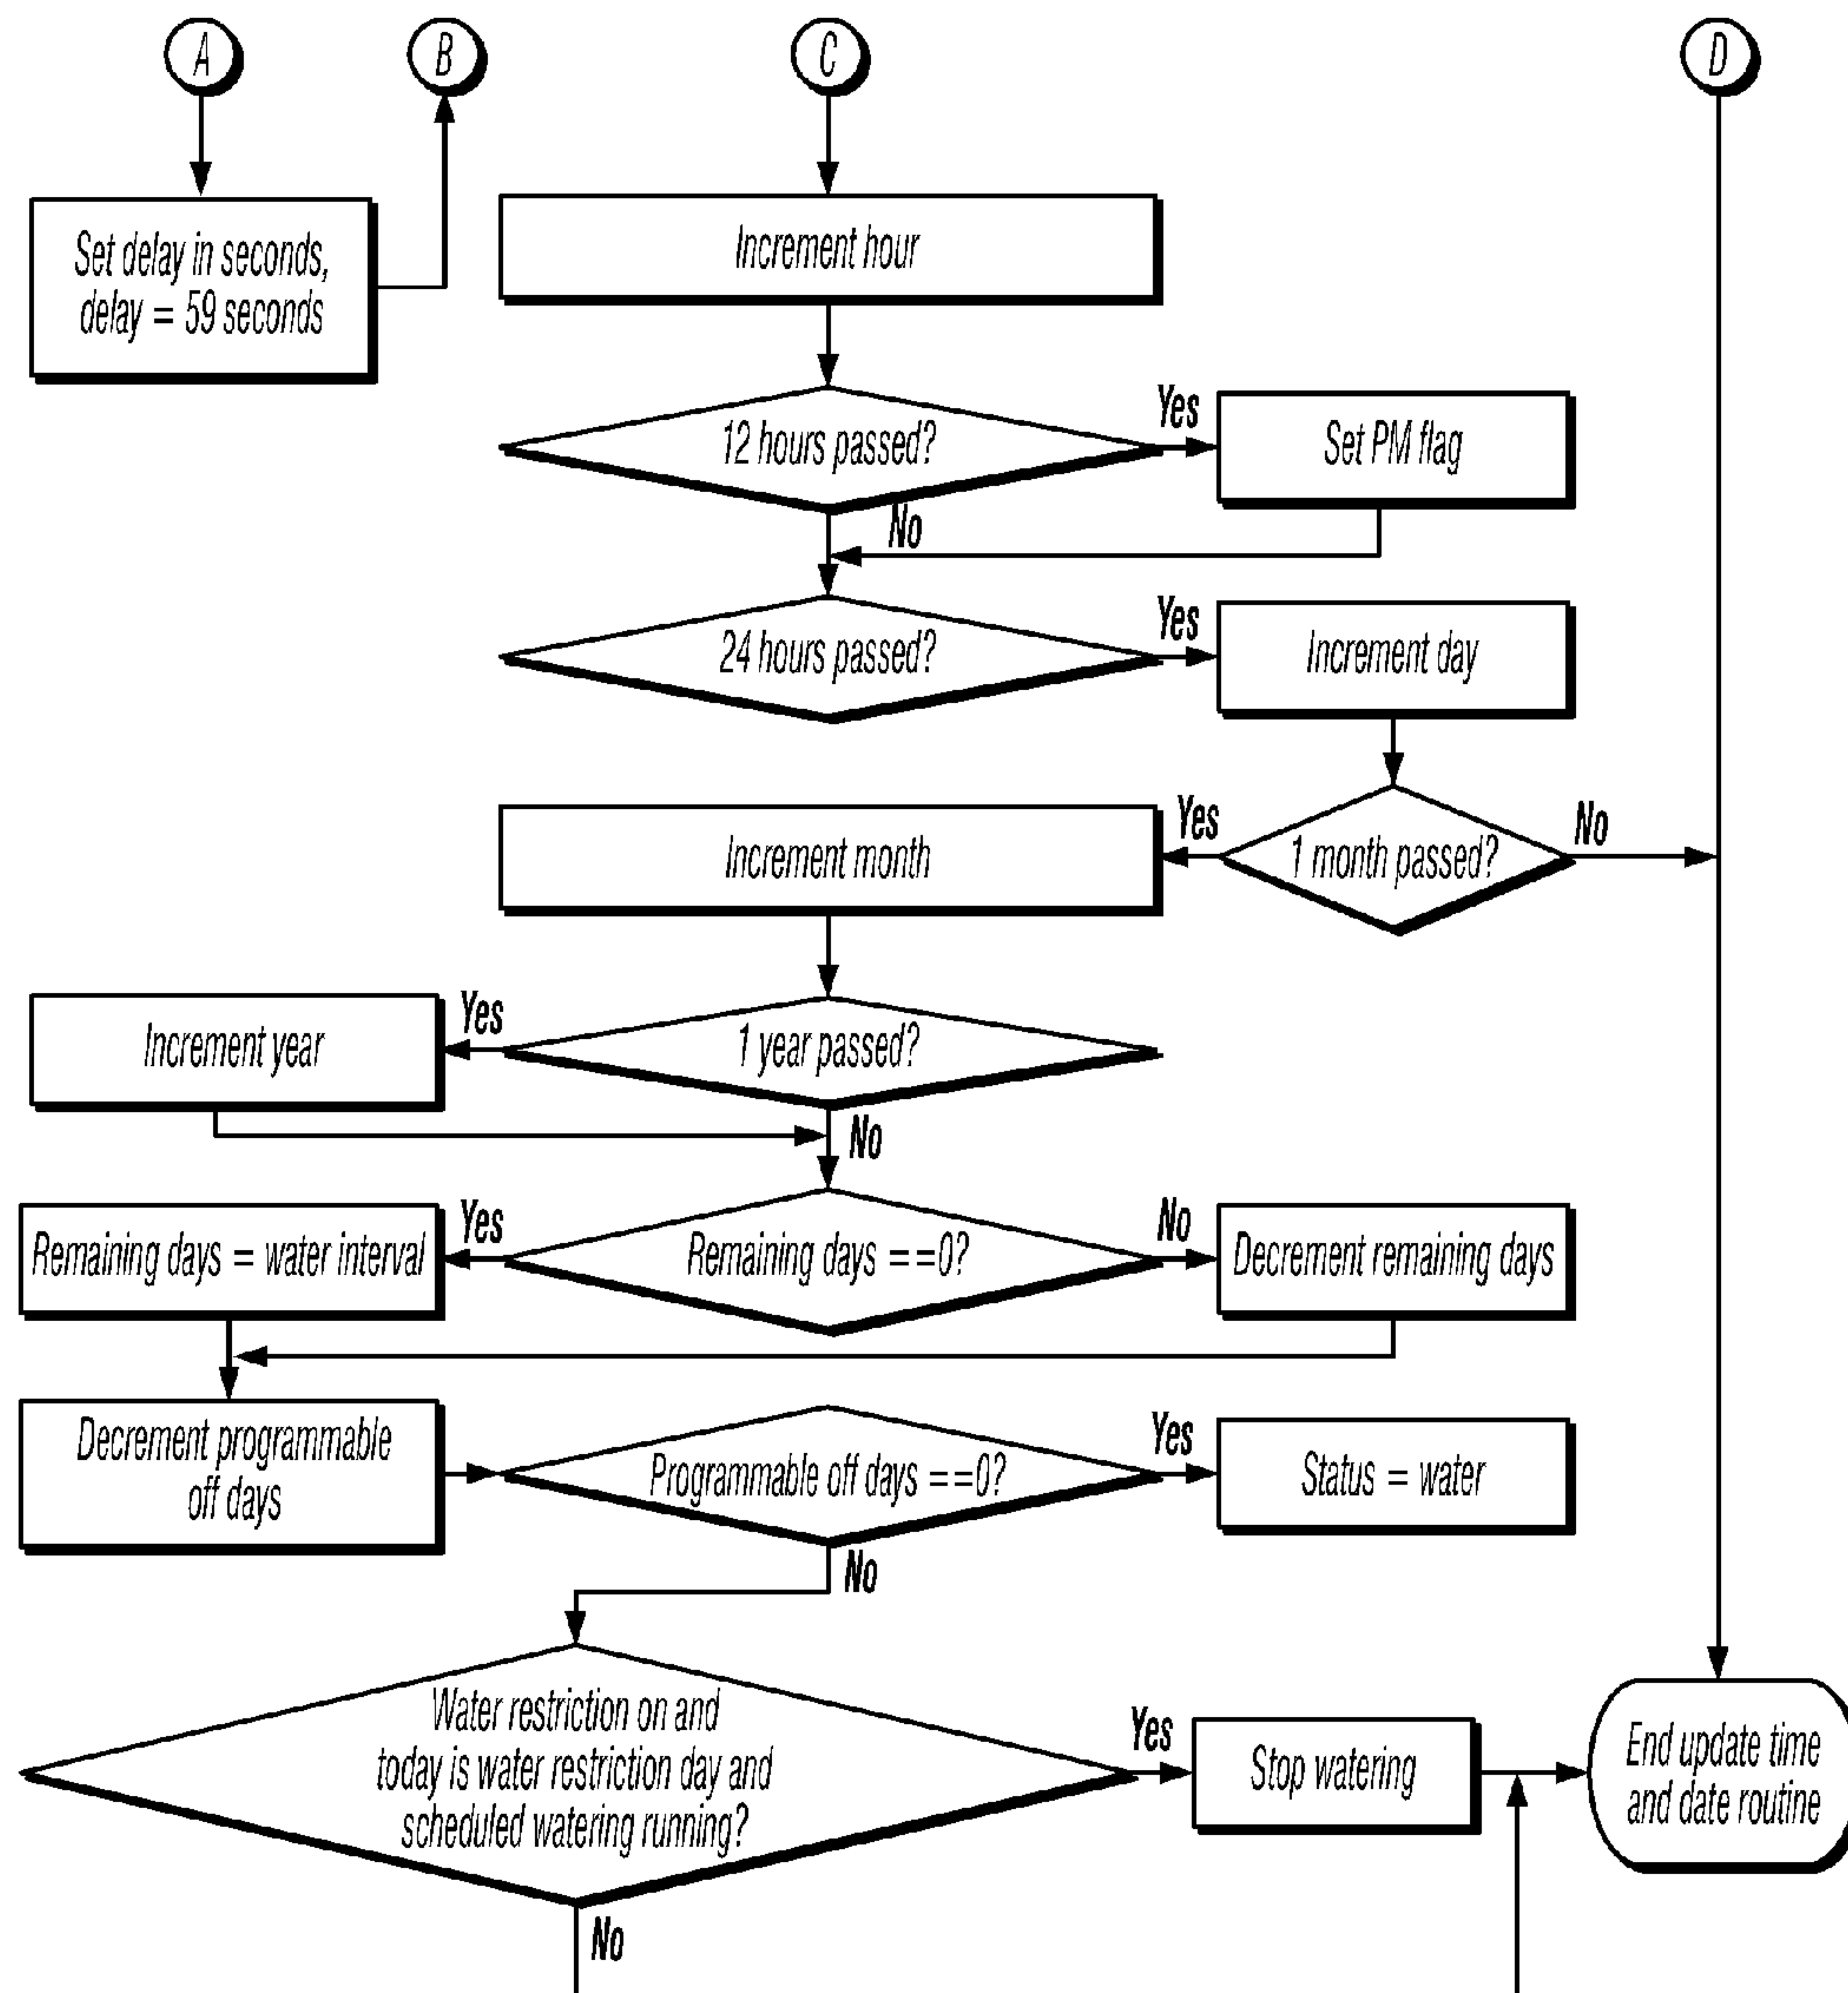 A
B
C
D
Set delay in seconds,
delay = 59 seconds
Increment hour
12 hours passed?
Yes
Set PM flag
No
24 hours passed?
Yes
Increment day
Increment month
Yes
1 month passed?
No
Increment year
Yes
1 year passed?
No
Remaining days = water interval
Yes
Remaining days ==0?
No
Decrement remaining days
Decrement programmable
off days
Programmable off days ==0?
Yes
Status = water
No
Water restriction on and
today is water restriction day and
scheduled watering running?
Yes
Stop watering
End update time
and date routine
No